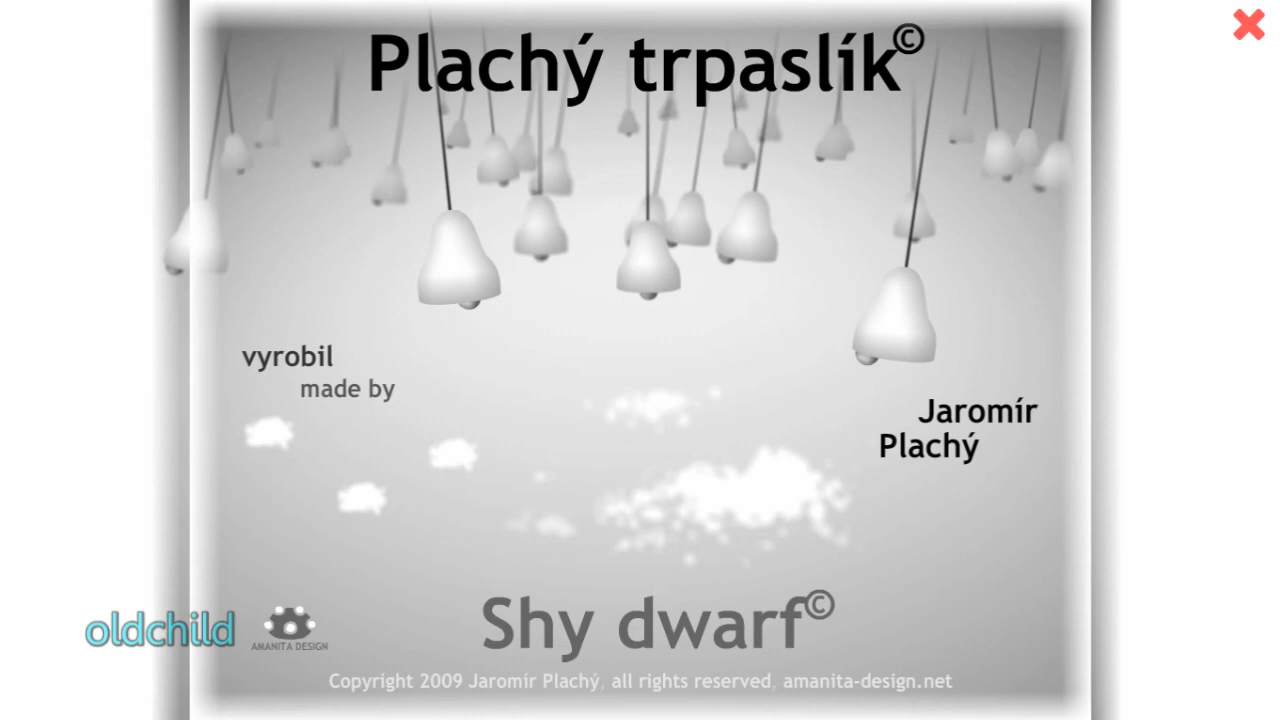 Plachý trpaslík©
vyrobil
made by
Jaromír
Plachý
oldchild
AMANITA DESIGN
Shy dwarf©
Copyright 2009 Jaromír Plachý, all rights reserved, amanita-design.net